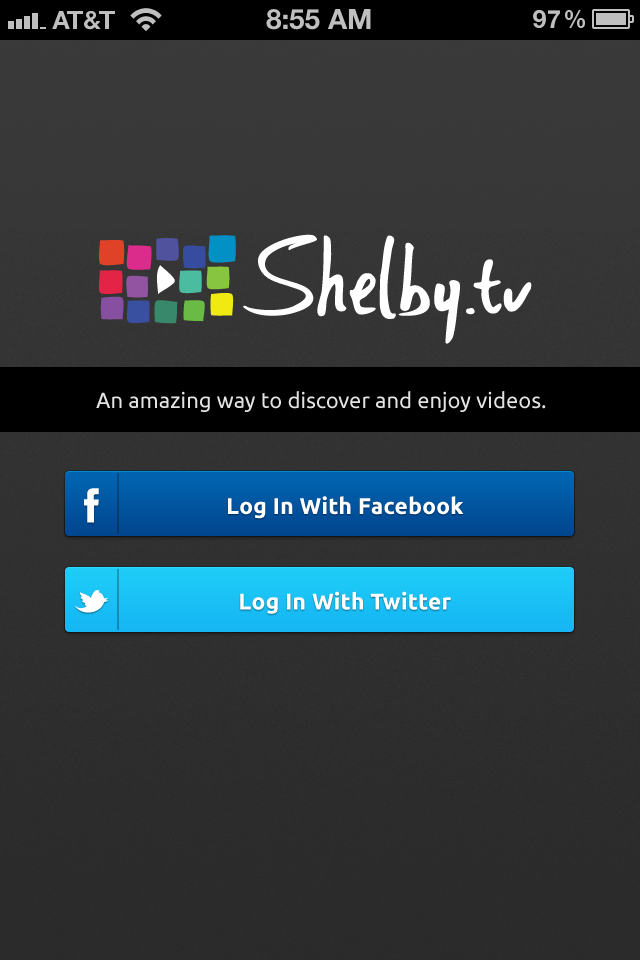 AT&T 8:55 AM 97%
Shelby.tv
An amazing way to discover and enjoy videos.
Log In With Facebook
Log In With Twitter